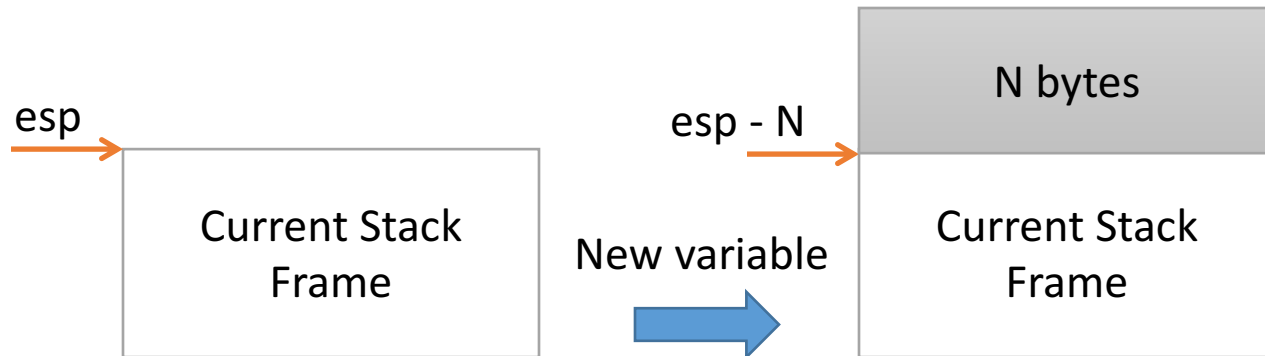 esp
Current Stack
Frame
New variable
esp - N
N bytes
Current Stack
Frame